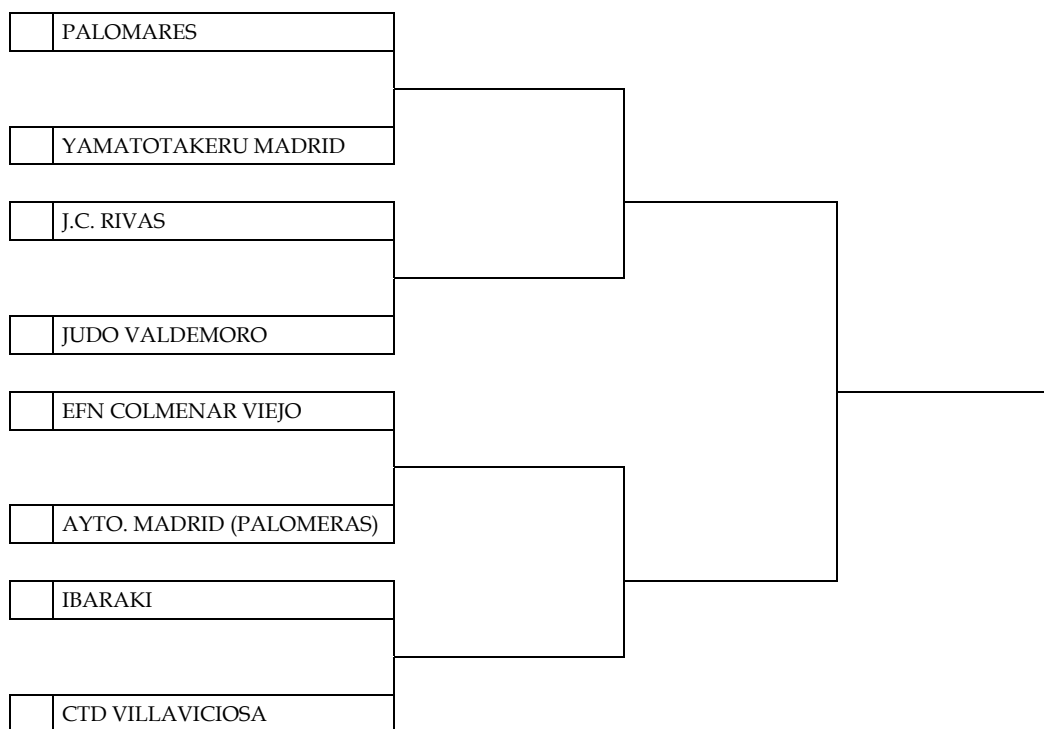 PALOMARES
YAMATOTAKERU MADRID
J.C. RIVAS
JUDO VALDEMORO
EFN COLMENAR VIEJO
AYTO. MADRID (PALOMERAS)
IBARAKI
CTD VILLAVICIOSA